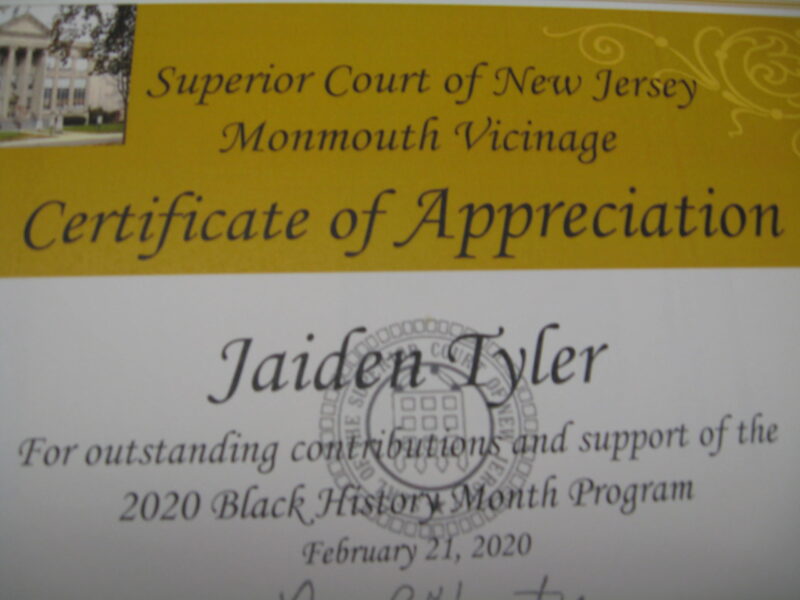 Superior Court of New Jersey
Monmouth Vicinage
Certificate of Appreciation
Jaiden Tyler
For outstanding contributions and support of the
2020 Black History Month Program
February 21, 2020